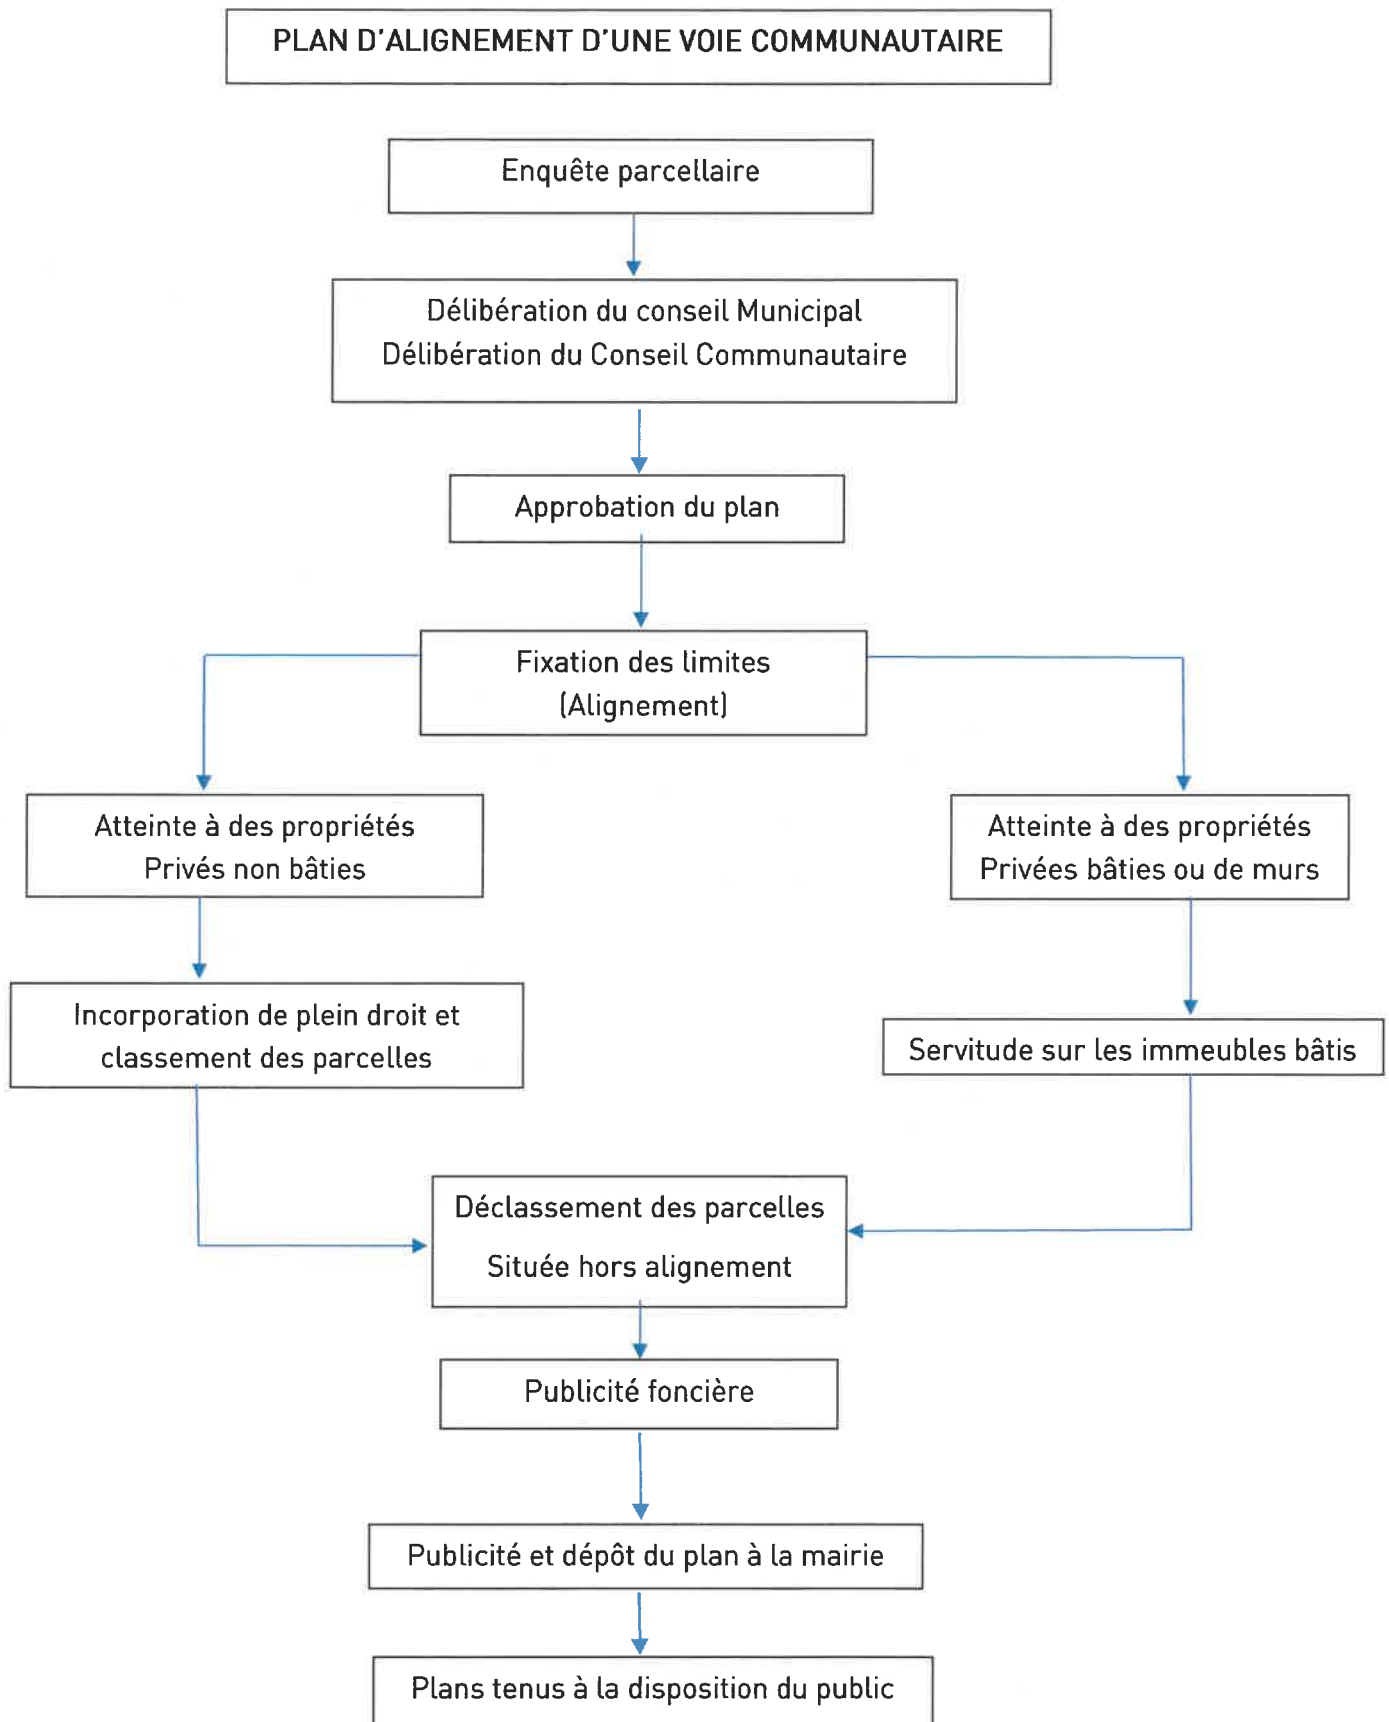 PLAN D'ALIGNEMENT D'UNE VOIE COMMUNAUTAIRE
Enquête parcellaire
Délibération du conseil Municipal
Délibération du Conseil Communautaire
Approbation du plan
Fixation des limites
(Alignement)
Atteinte à des propriétés
Privés non bâties
Atteinte à des propriétés
Privées bâties ou de murs
Incorporation de plein droit et
classement des parcelles
Servitude sur les immeubles bâtis
Déclassement des parcelles
Située hors alignement
Publicité foncière
Publicité et dépôt du plan à la mairie
Plans tenus à la disposition du public